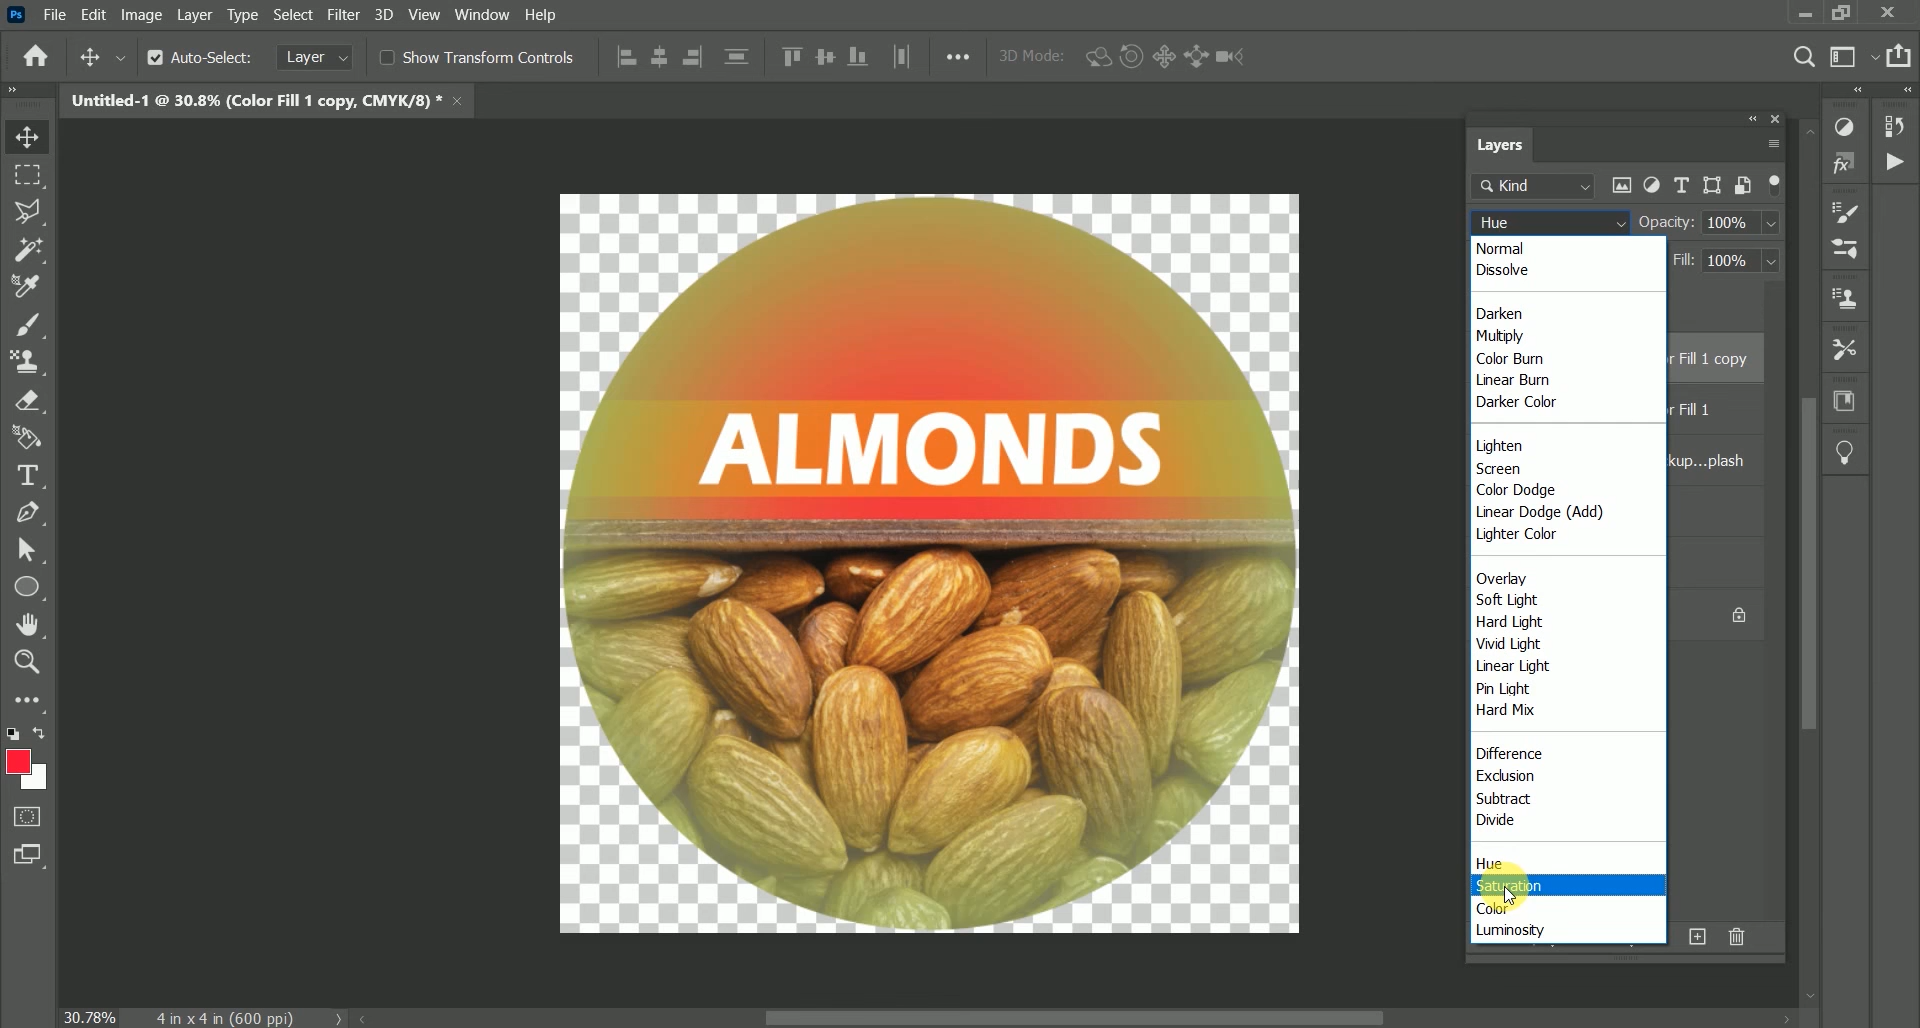 Ps File Edit Image Layer Type Select Filter 3D View Window Help
Auto-Select: Layer Show Transform Controls 3D Mode:
Untitled-1 @ 30.8% (Color Fill 1 copy, CMYK/8) *
Layers
Kind
Hue Opacity: 100%
Fill: 100%
Normal
Dissolve
Darken
Multiply
Color Burn
r Fill 1 copy
Linear Burn
Darker Color
r Fill 1
Lighten
Screen
kup...plash
Color Dodge
Linear Dodge (Add)
Lighter Color
Overlay
Soft Light
Hard Light
Vivid Light
Linear Light
Pin Light
Hard Mix
Difference
Exclusion
Subtract
Divide
Hue
Saturation
Color
Luminosity
ALMONDS
30.78% 4 in x 4 in (600 ppi)